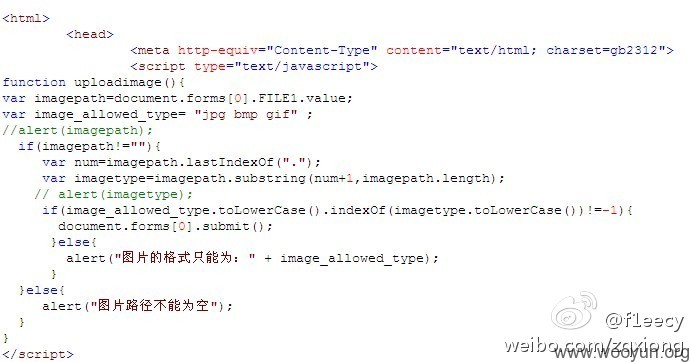 <html>
<head>
<meta http-equiv="Content-Type" content="text/html; charset=gb2312">
<script type="text/javascript">
function uploadimage(){
var imagepath=document.forms[0].FILE1.value;
var image_allowed_type= "jpg bmp gif" ;
//alert(imagepath);
if(imagepath!=""){
var num=imagepath.lastIndexOf(".");
var imagetype=imagepath.substring(num+1,imagepath.length);
// alert(imagetype);
if(image_allowed_type.toLowerCase().indexOf(imagetype.toLowerCase())!=-1){
document.forms[0].submit();
}else{
alert("图片的格式只能为：" + image_allowed_type);
}
}else{
alert("图片路径不能为空");
}
}
</script>
@f1eecy
weibo.com/zqxiong
www.wooyun.org